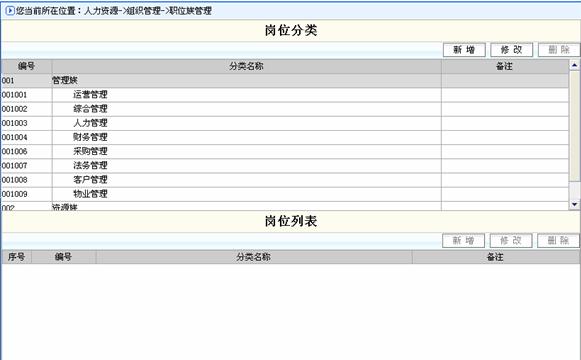 您当前所在位置：人力资源->组织管理->职位族管理
岗位分类
新 增 修 改 删 除
编号 分类名称 备注
001 管理族
001001 运营管理
001002 综合管理
001003 人力管理
001004 财务管理
001006 采购管理
001007 法务管理
001008 客户管理
001009 物业管理
002 资源族
岗位列表
新 增 修 改 删 除
序号 编号 分类名称 备注